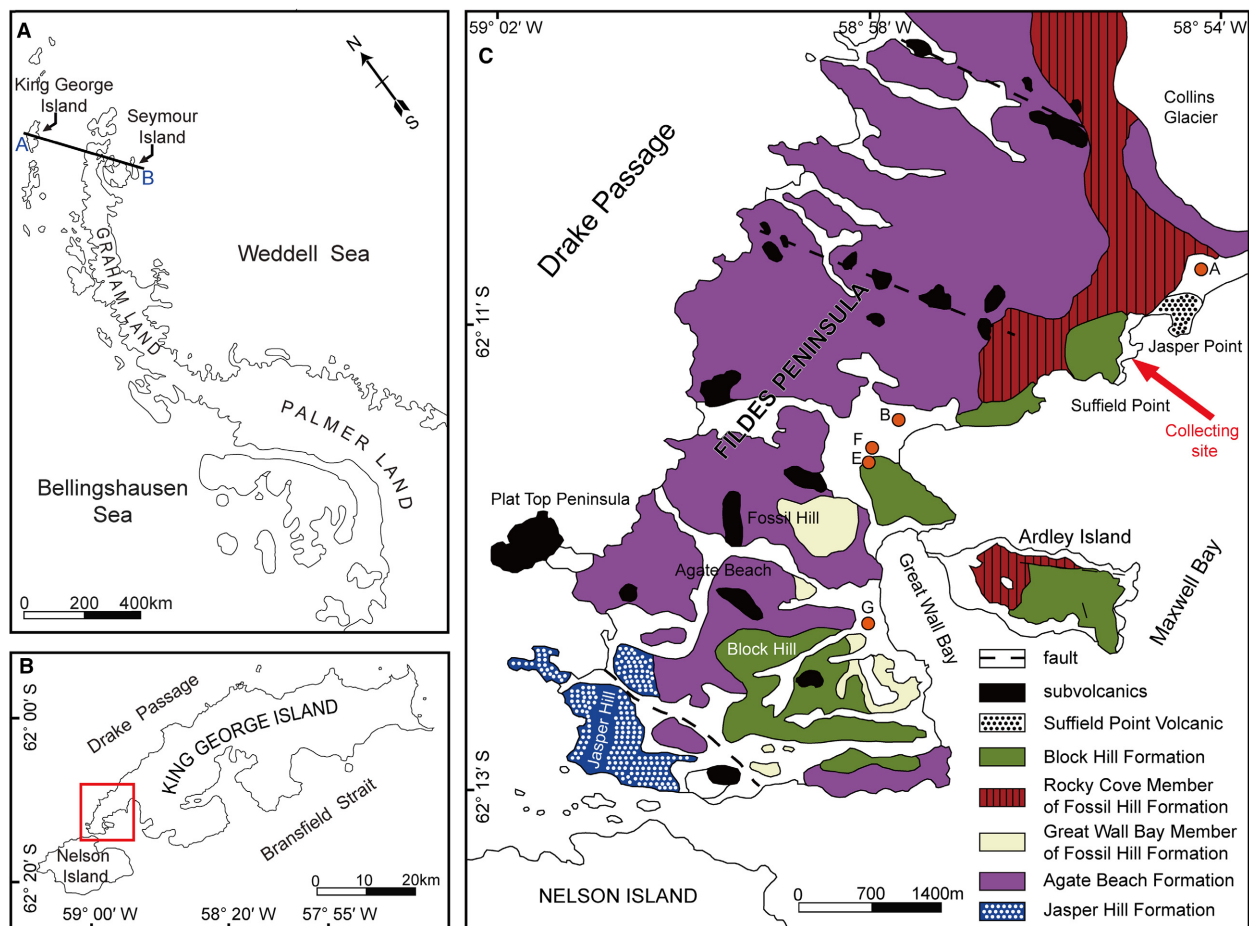 A
N
S
King George
Island
Seymour
Island
A
B
GRAHAM LAND
Weddell Sea
PALMER LAND
Bellingshausen
Sea
0 200 400km
B
62° 00' S
62° 20' S
Drake Passage
KING GEORGE ISLAND
Bransfield Strait
Nelson
Island
0 10 20km
59° 00' W 58° 20' W 57° 55' W
59° 02' W 58° 58' W 58° 54' W
C
Collins
Glacier
Drake Passage
A
62° 11' S
Jasper Point
FILDES PENINSULA
Suffield Point
Collecting
site
B
F
E
Plat Top Peninsula
Fossil Hill
Ardley Island
Agate Beach
Great Wall Bay
Maxwell Bay
G
Block Hill
Jasper Hill
62° 13' S
NELSON ISLAND
0 700 1400m
fault
subvolcanics
Suffield Point Volcanic
Block Hill Formation
Rocky Cove Member
of Fossil Hill Formation
Great Wall Bay Member
of Fossil Hill Formation
Agate Beach Formation
Jasper Hill Formation